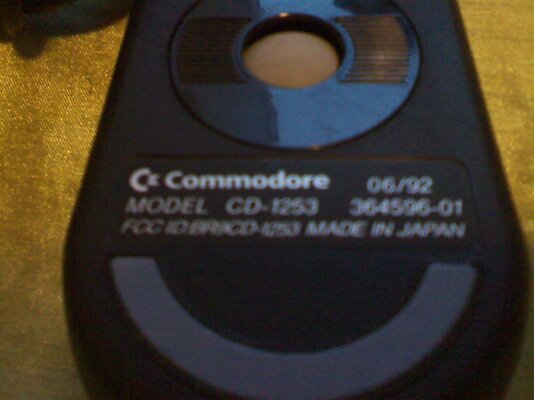 Commodore 06/92
MODEL CD-1253 364596-01
FCC ID:BR9CD-1253 MADE IN JAPAN